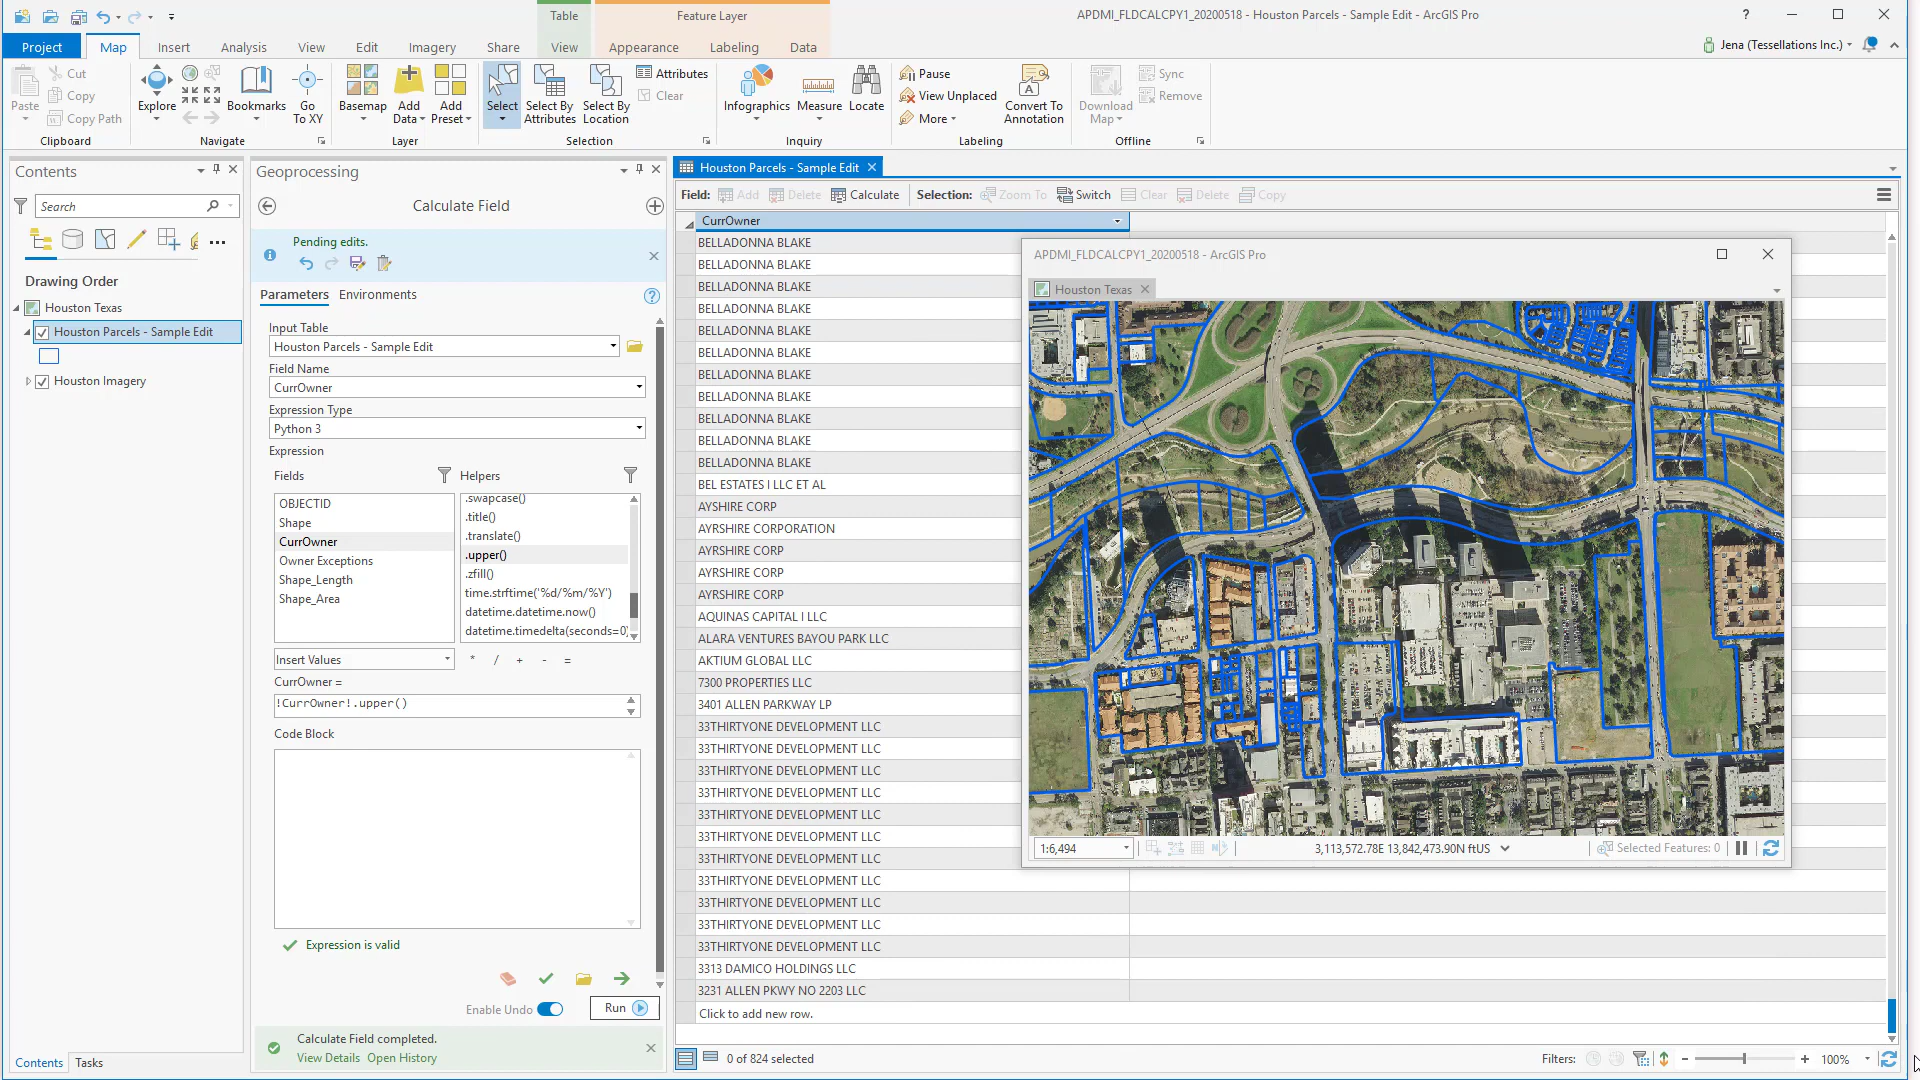 Table
Feature Layer
APDMI_FLDCALCPY1_20200518 - Houston Parcels - Sample Edit - ArcGIS Pro
?
Project
Map
Insert
Analysis
View
Edit
Imagery
Share
View
Appearance
Labeling
Data
Jena (Tessellations Inc.)
Paste
Cut
Copy
Copy Path
Clipboard
Explore
Bookmarks
Go
To XY
Navigate
Basemap
Add
Data
Add
Preset
Layer
Select
Select By
Attributes
Select By
Location
Attributes
Clear
Selection
Infographics
Measure
Locate
Inquiry
Pause
View Unplaced
More
Convert To
Annotation
Labeling
Download
Map
Sync
Remove
Offline
Contents
Search
Drawing Order
Houston Texas
Houston Parcels - Sample Edit
Houston Imagery
Contents
Tasks
Geoprocessing
Calculate Field
Pending edits.
Parameters
Environments
?
Input Table
Houston Parcels - Sample Edit
Field Name
CurrOwner
Expression Type
Python 3
Expression
Fields
Helpers
OBJECTID
Shape
CurrOwner
Owner Exceptions
Shape_Length
Shape_Area
.swapcase()
.title()
.translate()
.upper()
.zfill()
time.strftime('%d/%m/%Y')
datetime.datetime.now()
datetime.timedelta(seconds=0)
Insert Values
* / + - =
CurrOwner =
!CurrOwner!.upper()
Code Block
Expression is valid
Enable Undo
Run
Calculate Field completed.
View Details Open History
Houston Parcels - Sample Edit
Field:
Add
Delete
Calculate
Selection:
Zoom To
Switch
Clear
Delete
Copy
CurrOwner
BELLADONNA BLAKE
BELLADONNA BLAKE
BELLADONNA BLAKE
BELLADONNA BLAKE
BELLADONNA BLAKE
BELLADONNA BLAKE
BELLADONNA BLAKE
BELLADONNA BLAKE
BELLADONNA BLAKE
BELLADONNA BLAKE
BELLADONNA BLAKE
BEL ESTATES I LLC ET AL
AYSHIRE CORP
AYRSHIRE CORPORATION
AYRSHIRE CORP
AYRSHIRE CORP
AYRSHIRE CORP
AQUINAS CAPITAL I LLC
ALARA VENTURES BAYOU PARK LLC
AKTIUM GLOBAL LLC
7300 PROPERTIES LLC
3401 ALLEN PARKWAY LP
33THIRTYONE DEVELOPMENT LLC
33THIRTYONE DEVELOPMENT LLC
33THIRTYONE DEVELOPMENT LLC
33THIRTYONE DEVELOPMENT LLC
33THIRTYONE DEVELOPMENT LLC
33THIRTYONE DEVELOPMENT LLC
33THIRTYONE DEVELOPMENT LLC
33THIRTYONE DEVELOPMENT LLC
33THIRTYONE DEVELOPMENT LLC
33THIRTYONE DEVELOPMENT LLC
33THIRTYONE DEVELOPMENT LLC
3313 DAMICO HOLDINGS LLC
3231 ALLEN PKWY NO 2203 LLC
Click to add new row.
0 of 824 selected
Filters:
- + 100%
APDMI_FLDCALCPY1_20200518 - ArcGIS Pro
Houston Texas
1:6,494
3,113,572.78E 13,842,473.90N ftUS
Selected Features: 0